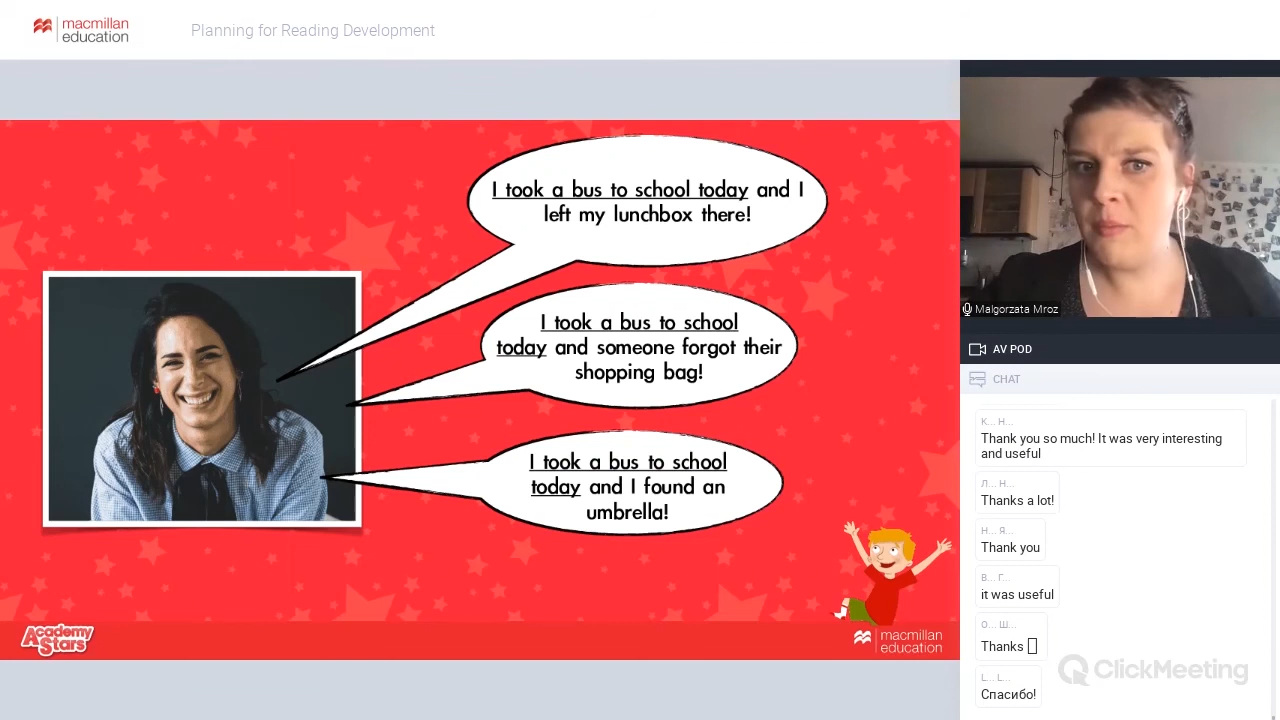 macmillan
education
Planning for Reading Development
I took a bus to school today and I
left my lunchbox there!
I took a bus to school
today and someone forgot their
shopping bag!
I took a bus to school
today and I found an
umbrella!
Academy
Stars
macmillan
education
Malgorzata Mroz
AV POD
CHAT
К... Н...
Thank you so much! It was very interesting
and useful
Л... Н...
Thanks a lot!
Н... Я...
Thank you
В... Г...
it was useful
О... Ш...
Thanks
L... L...
Спасибо!
ClickMeeting